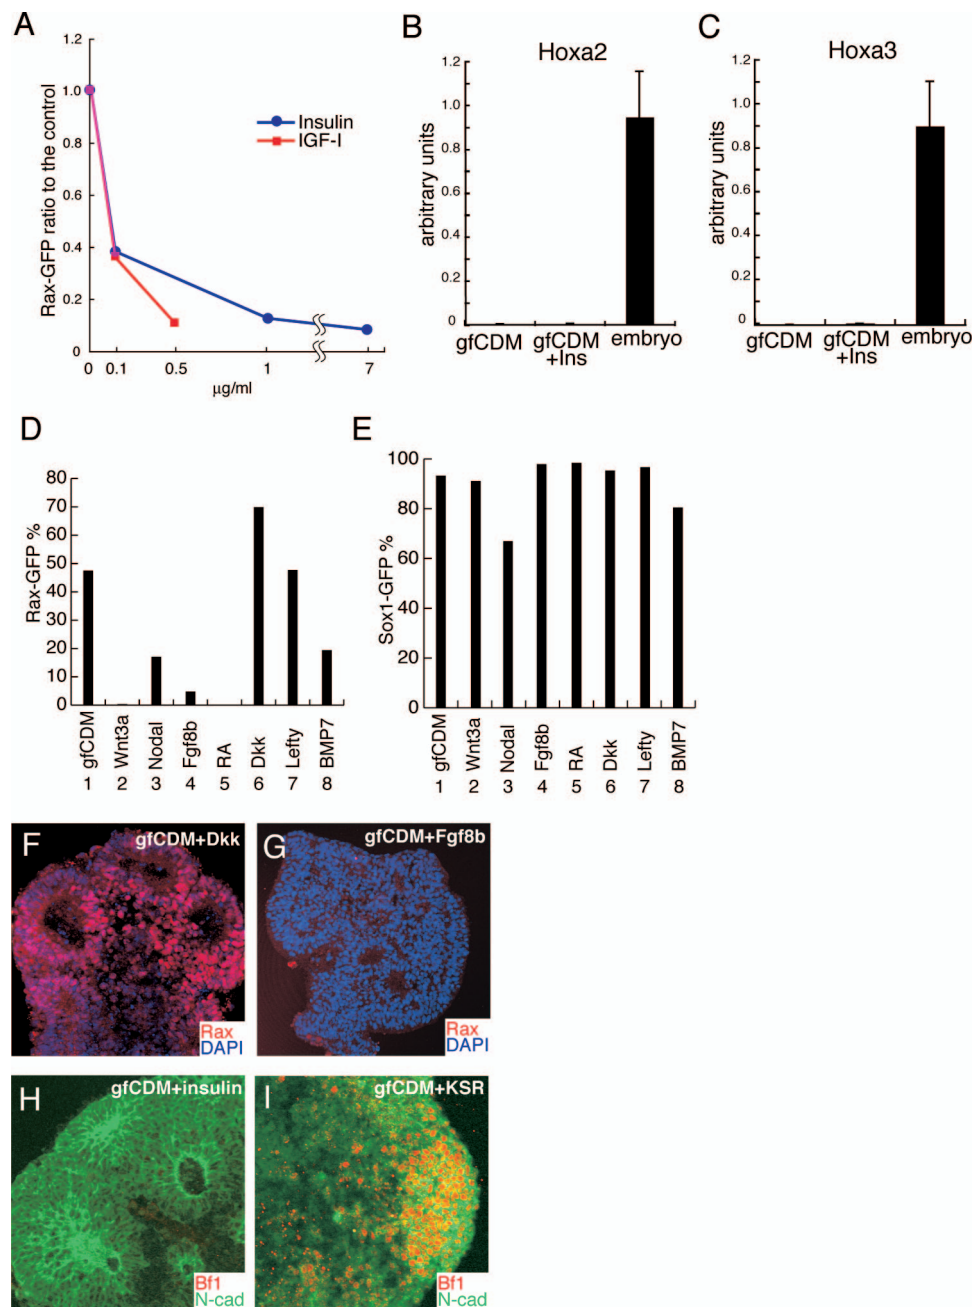 A
Rax-GFP ratio to the control
1.2
1.0
0.8
0.6
0.4
0.2
0
0 0.1 0.5 1 7
µg/ml
Insulin
IGF-I
B
Hoxa2
arbitrary units
1.2
1.0
0.8
0.6
0.4
0.2
0
gfCDM gfCDM embryo
+Ins
C
Hoxa3
arbitrary units
1.2
1.0
0.8
0.6
0.4
0.2
0
gfCDM gfCDM embryo
+Ins
D
Rax-GFP %
80
70
60
50
40
30
20
10
0
gfCDM Wnt3a Nodal Fgf8b RA Dkk Lefty BMP7
1 2 3 4 5 6 7 8
E
Sox1-GFP %
100
80
60
40
20
0
gfCDM Wnt3a Nodal Fgf8b RA Dkk Lefty BMP7
1 2 3 4 5 6 7 8
F
gfCDM+Dkk
Rax
DAPI
G
gfCDM+Fgf8b
Rax
DAPI
H
gfCDM+insulin
Bf1
N-cad
I
gfCDM+KSR
Bf1
N-cad